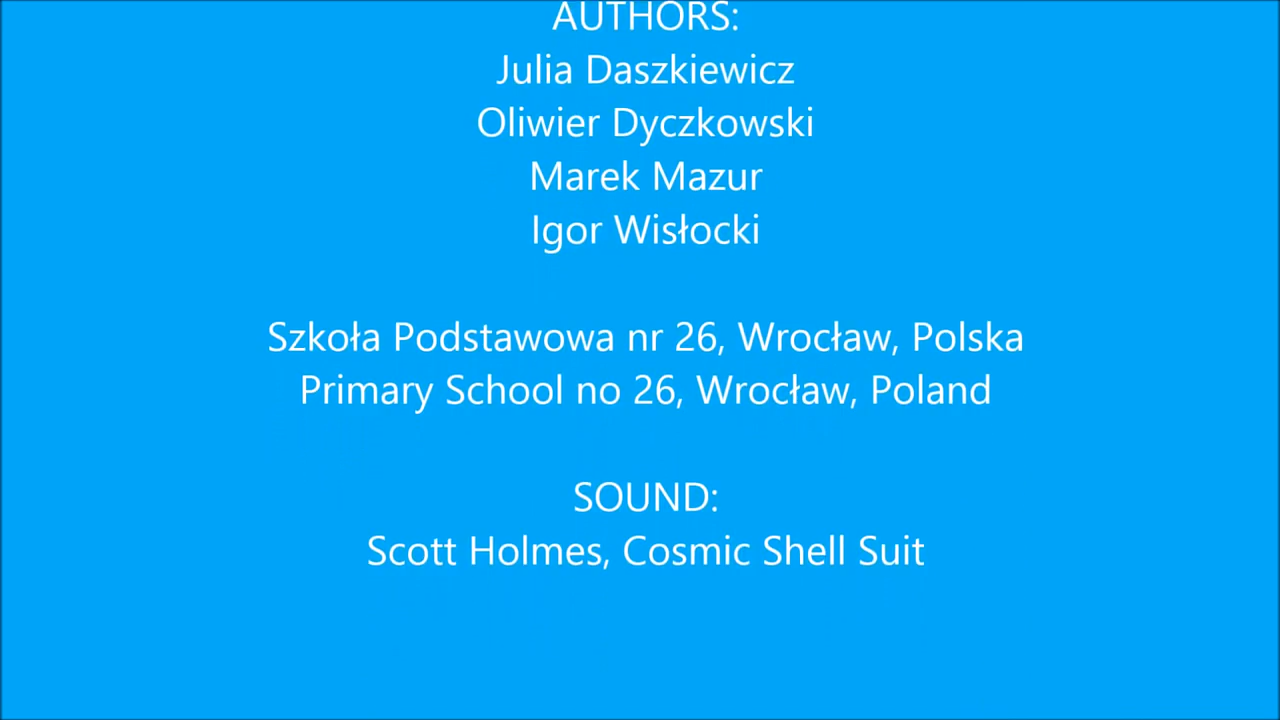 AUTHORS:
Julia Daszkiewicz
Oliwier Dyczkowski
Marek Mazur
Igor Wisłocki
Szkoła Podstawowa nr 26, Wrocław, Polska
Primary School no 26, Wrocław, Poland
SOUND:
Scott Holmes, Cosmic Shell Suit